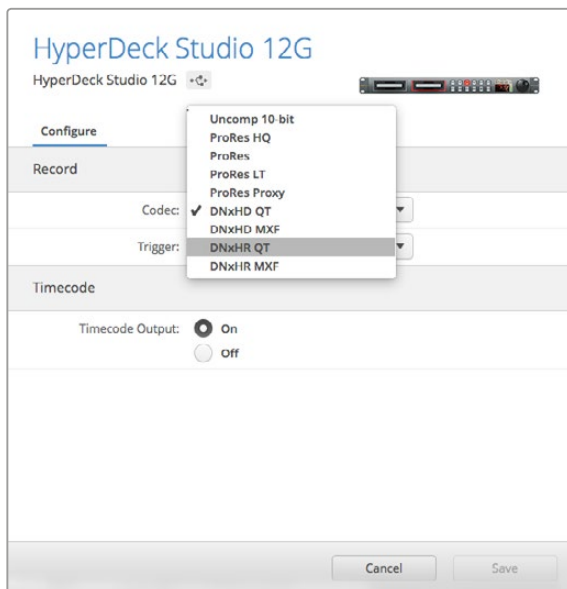 HyperDeck Studio 12G
HyperDeck Studio 12G
Configure
Record
Codec:
Uncomp 10-bit
ProRes HQ
ProRes
ProRes LT
ProRes Proxy
✔ DNxHD QT
DNxHD MXF
DNxHR QT
DNxHR MXF
Trigger:
Timecode
Timecode Output:
On
Off
Cancel
Save